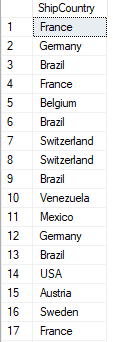 ShipCountry
1 France
2 Germany
3 Brazil
4 France
5 Belgium
6 Brazil
7 Switzerland
8 Switzerland
9 Brazil
10 Venezuela
11 Mexico
12 Germany
13 Brazil
14 USA
15 Austria
16 Sweden
17 France